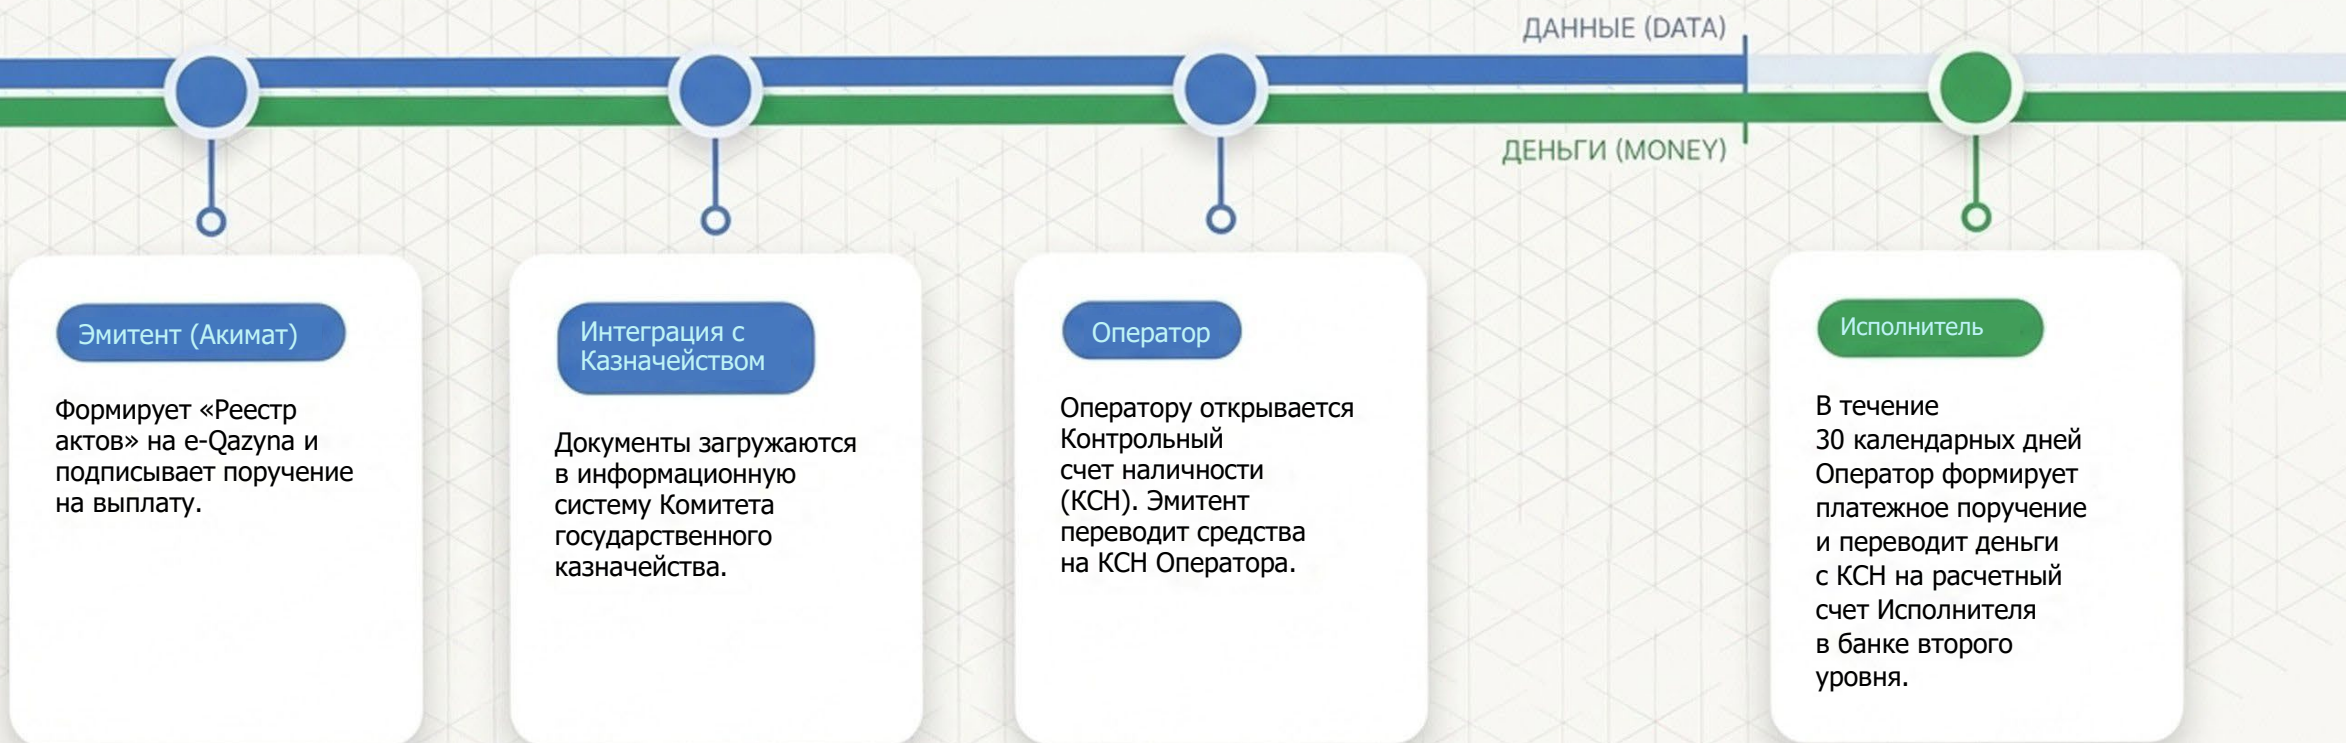 ДАННЫЕ (DATA)
ДЕНЬГИ (MONEY)
Эмитент (Акимат)
Формирует «Реестр
актов» на e-Qazyna и
подписывает поручение
на выплату.
Интеграция с
Казначейством
Документы загружаются
в информационную
систему Комитета
государственного
казначейства.
Оператор
Оператору открывается
Контрольный
счет наличности
(КСН). Эмитент
переводит средства
на КСН Оператора.
Исполнитель
В течение
30 календарных дней
Оператор формирует
платежное поручение
и переводит деньги
с КСН на расчетный
счет Исполнителя
в банке второго
уровня.